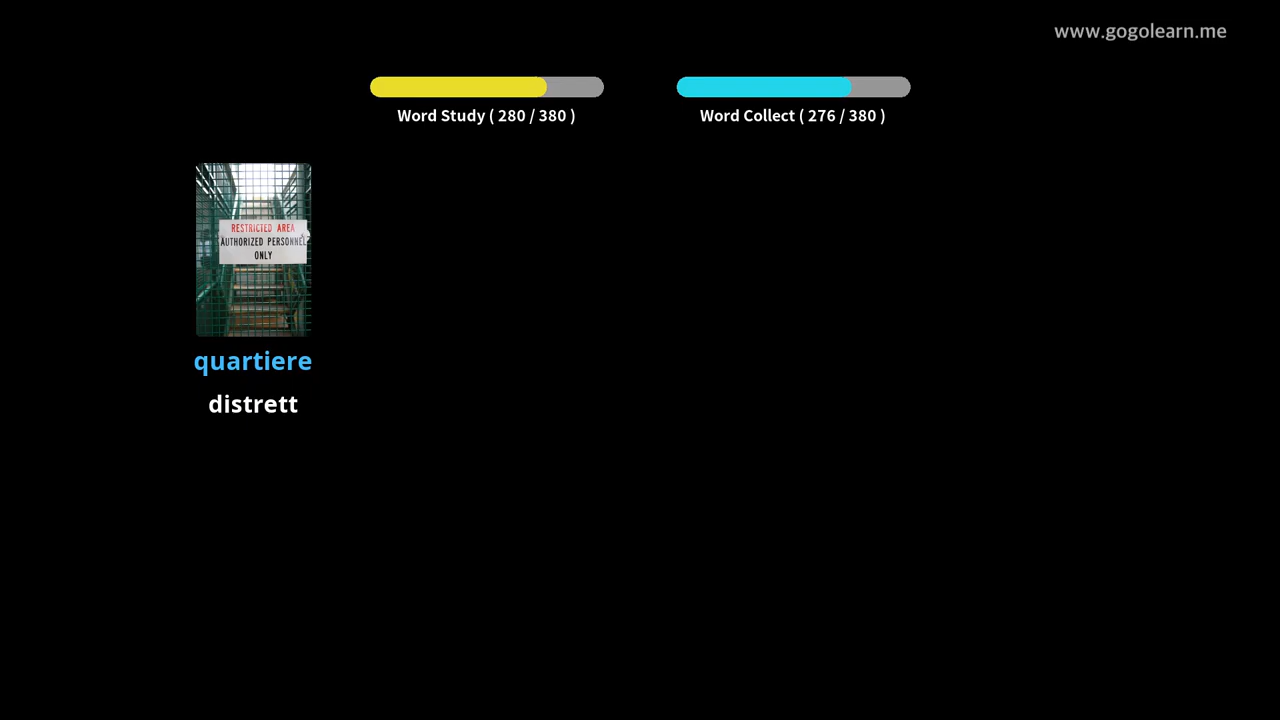 www.gogolearn.me
Word Study ( 280 / 380 )
Word Collect ( 276 / 380 )
RESTRICTED AREA
AUTHORIZED PERSONNEL
ONLY
quartiere
distrett